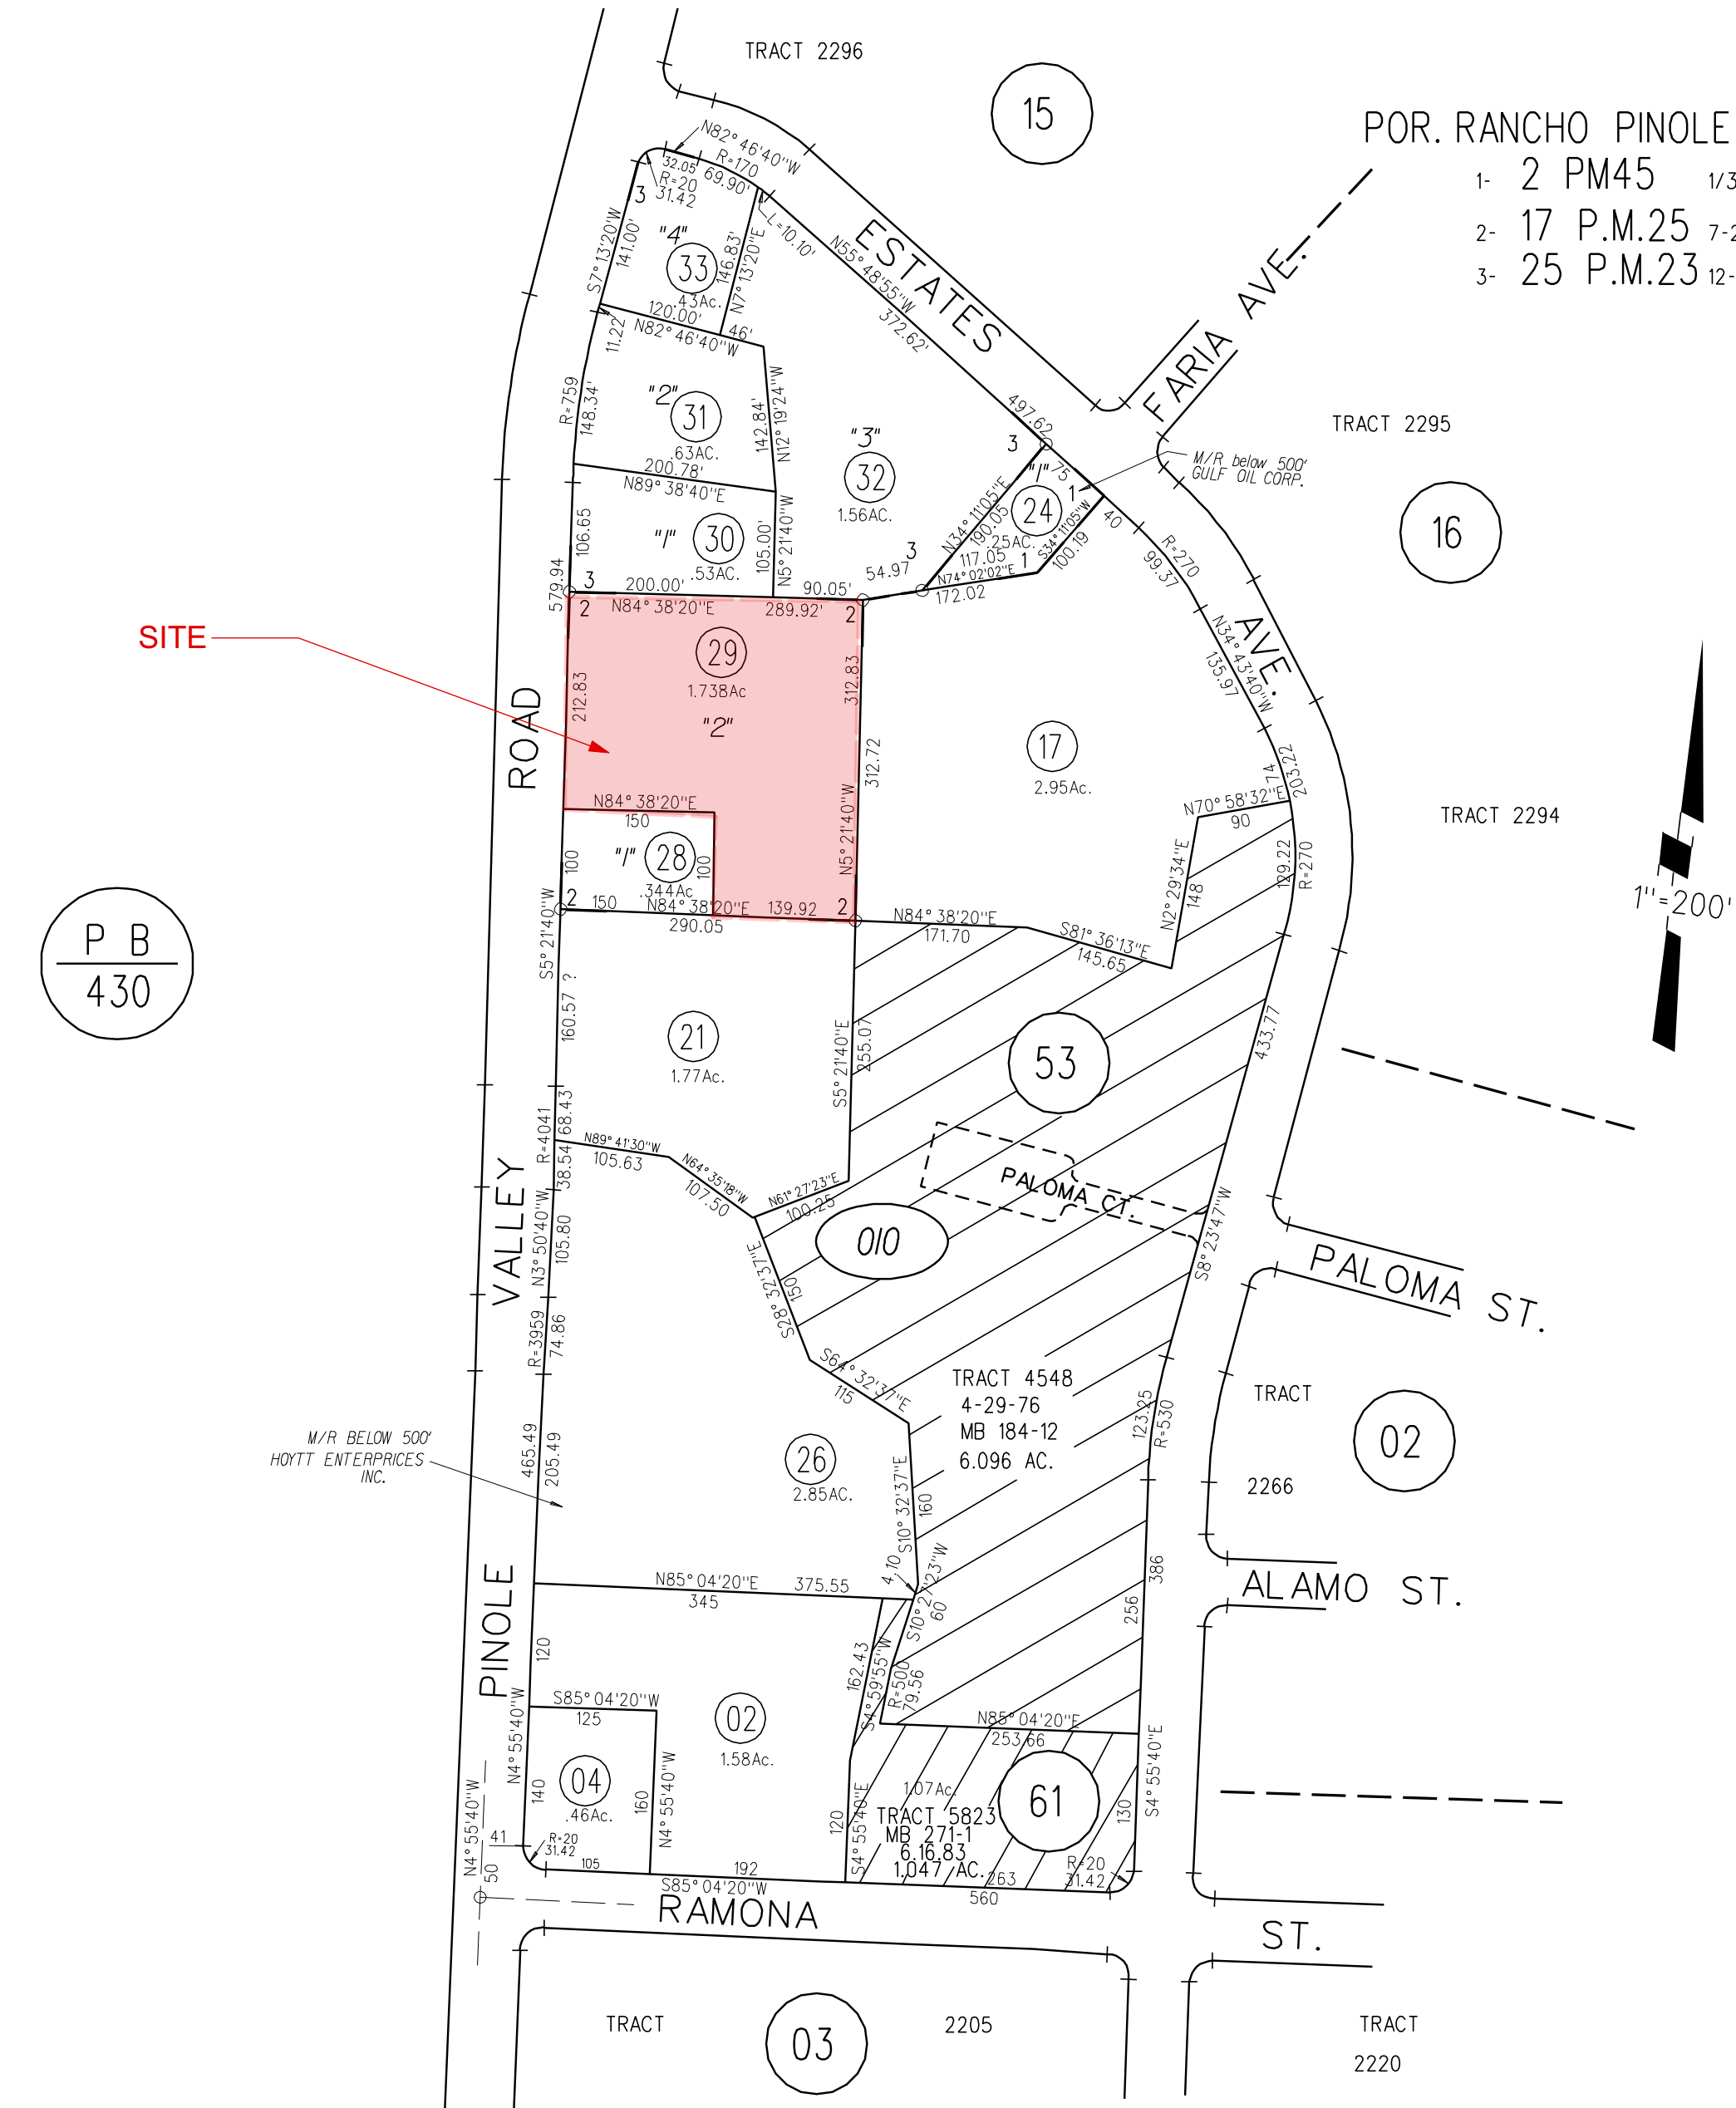 TRACT 2296
15
POR. RANCHO PINOLE
1- 2 PM45 1/3
2- 17 P.M.25 7-2
3- 25 P.M.23 12-
N82°46'40"W
R=170
32.05 69.90'
R=20
31.42
3
"4"
33
.43Ac.
S7°13'20"W
141.00'
146.83'
N7°13'20"E
L=10.10'
120.00'
46'
N82°46'40"W
11.22
ESTATES
N55°48'55"W
372.62'
497.62
FARIA AVE.
TRACT 2295
R=759
148.34'
"2"
31
.63AC.
142.84'
N12°19'24"W
200.78'
N89°38'40"E
"3"
32
1.56AC.
3
"1"
75
1
24
.25AC.
M/R below 500'
GULF OIL CORP.
N34°11'05"E
190.05
S34°11'05"W
100.19
40
16
106.65
"1"
30
.53AC.
105.00'
N5°21'40"W
3
54.97
117.05
1
N74°02'02"E
172.02
R=270
99.37
579.94
3
200.00'
90.05'
2
N84°38'20"E
289.92'
2
SITE
29
1.738Ac
"2"
212.83
312.83
312.72
N5°21'40"W
AVE.
N34°43'40"W
135.97
17
2.95Ac.
74
203.22
N70°58'32"E
90
TRACT 2294
1"=200'
ROAD
N84°38'20"E
150
"1"
28
.344Ac
100
100
2
150
N84°38'20"E
139.92
2
290.05
N84°38'20"E
171.70
S81°36'13"E
145.65
N2°29'34"E
148
129.22
R=270
P B
430
S5°21'40"W
160.57 ?
21
1.77Ac.
S5°21'40"E
255.07
53
433.77
R=4041
68.43
38.54
N89°41'30"W
105.63
N64°35'18"W
107.50
N61°27'23"E
100.25
PALOMA CT.
010
S8°23'47"W
PALOMA ST.
VALLEY
N3°50'40"W
105.80
S28°32'37"E
150
R=3959
74.86
S64°32'37"E
115
TRACT 4548
4-29-76
MB 184-12
6.096 AC.
123.25
R=530
TRACT
02
2266
M/R BELOW 500'
HOYTT ENTERPRICES
INC.
465.49
205.49
26
2.85AC.
S10°32'37"E
160
4.10
S10°27'23"W
60
N85°04'20"E
375.55
345
386
256
ALAMO ST.
PINOLE
120
162.43
S4°59'55"W
R=500
79.56
S85°04'20"W
125
02
1.58Ac.
N85°04'20"E
253.66
N4°55'40"W
04
.46Ac.
140
160
N4°55'40"W
1.07Ac.
61
TRACT 5823
MB 271-1
6.16.83
1.047 AC.
120
S4°55'40"E
130
S4°55'40"E
N4°55'40"W
41
50
R=20
31.42
105
192
263
R=20
31.42
S85°04'20"W
560
RAMONA
ST.
TRACT
03
2205
TRACT
2220